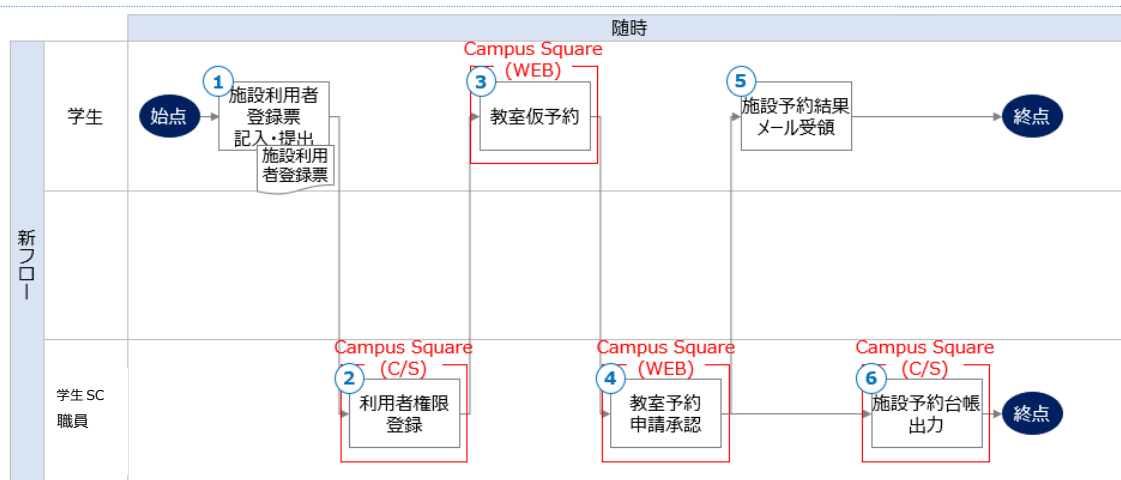 随時
新フロー
学生
始点
1
施設利用者
登録票
記入・提出
施設利用
者登録票
Campus Square
(WEB)
3
教室仮予約
5
施設予約結果
メール受領
終点
学生 SC
職員
Campus Square
(C/S)
2
利用者権限
登録
Campus Square
(WEB)
4
教室予約
申請承認
Campus Square
(C/S)
6
施設予約台帳
出力
終点